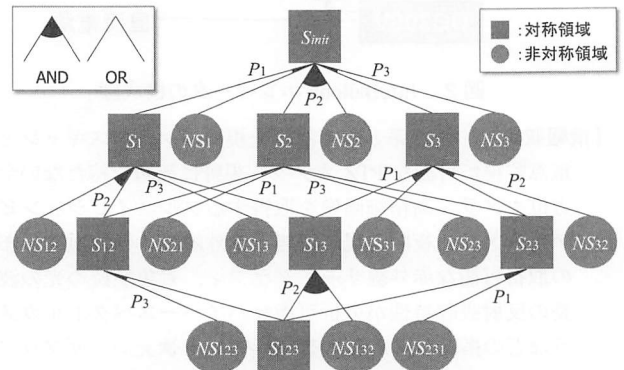 AND OR
■ :対称領域
● :非対称領域
Sinit
P1 P2 P3
S1 NS1 S2 NS2 S3 NS3
P2 P3 P1 P3 P1 P2
NS12 S12 NS21 NS13 S13 NS31 NS23 S23 NS32
P3 P2 P1
NS123 S123 NS132 NS231